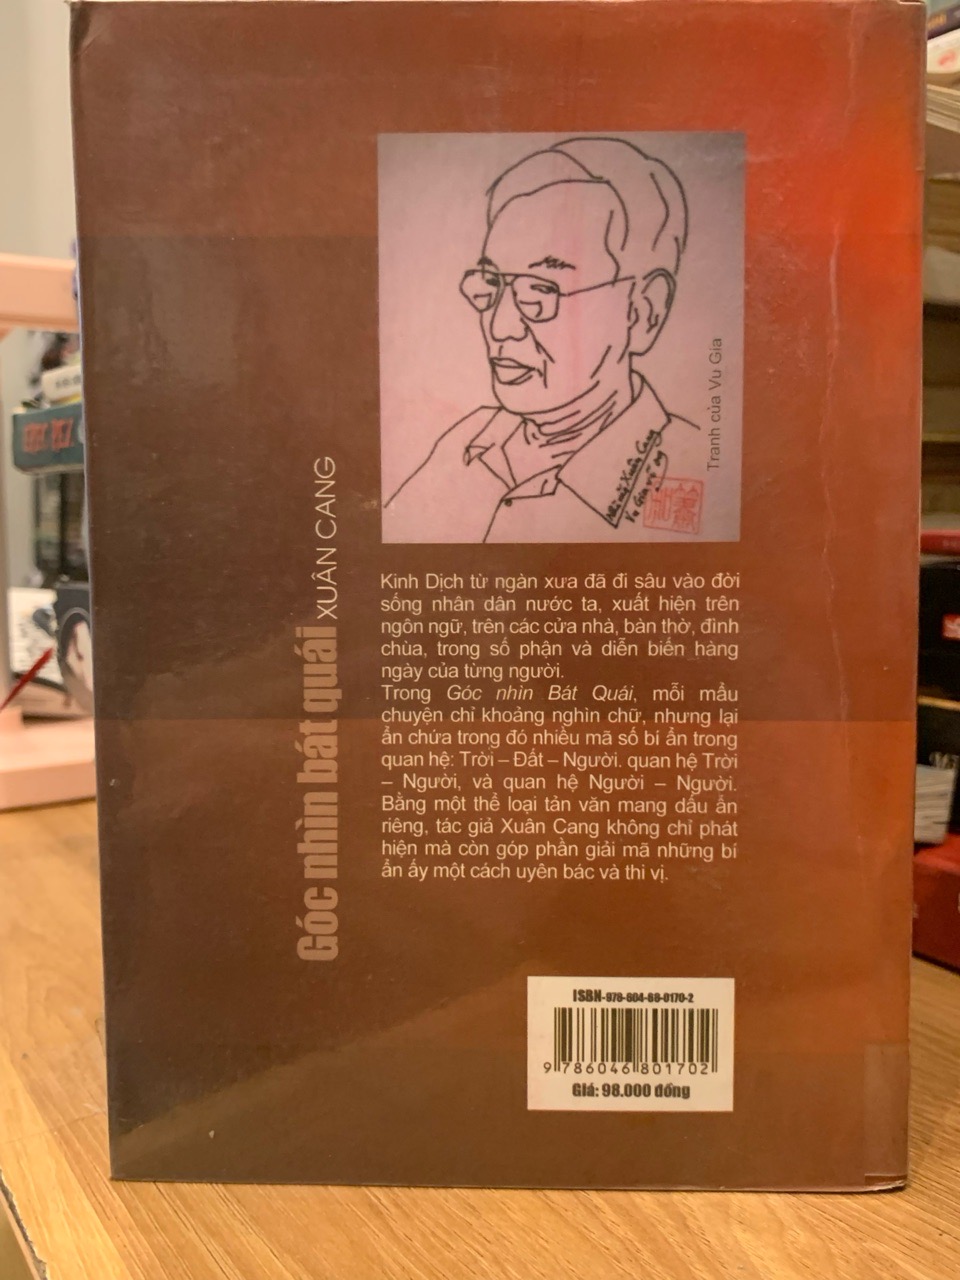 Tranh của Vu Gia
Nhà văn Xuân Cang
Góc nhìn bát quái XUÂN CANG
Kinh Dịch từ ngàn xưa đã đi sâu vào đời
sống nhân dân nước ta, xuất hiện trên
ngôn ngữ, trên các cửa nhà, bàn thờ, đình
chùa, trong số phận và diễn biến hàng
ngày của từng người.
Trong Góc nhìn Bát Quái, mỗi mẩu
chuyện chỉ khoảng nghìn chữ, nhưng lại
ẩn chứa trong đó nhiều mã số bí ẩn trong
quan hệ: Trời – Đất – Người. quan hệ Trời
– Người, và quan hệ Người – Người.
Bằng một thể loại tản văn mang dấu ấn
riêng, tác giả Xuân Cang không chỉ phát
hiện mà còn góp phần giải mã những bí
ẩn ấy một cách uyên bác và thi vị.
ISBN-978-604-68-0170-2
9 786046 801702
Giá: 98.000 đồng